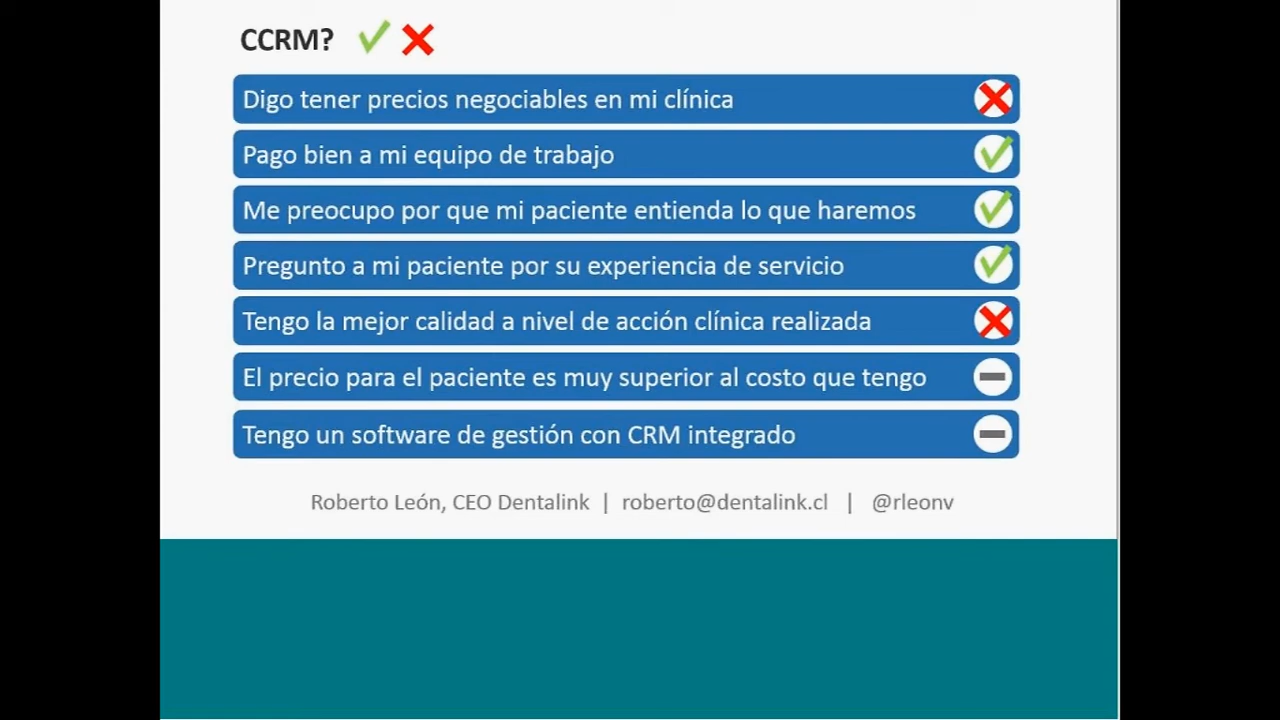 CCRM?
Digo tener precios negociables en mi clínica
Pago bien a mi equipo de trabajo
Me preocupo por que mi paciente entienda lo que haremos
Pregunto a mi paciente por su experiencia de servicio
Tengo la mejor calidad a nivel de acción clínica realizada
El precio para el paciente es muy superior al costo que tengo
Tengo un software de gestión con CRM integrado
Roberto León, CEO Dentalink | roberto@dentalink.cl | @rleonv